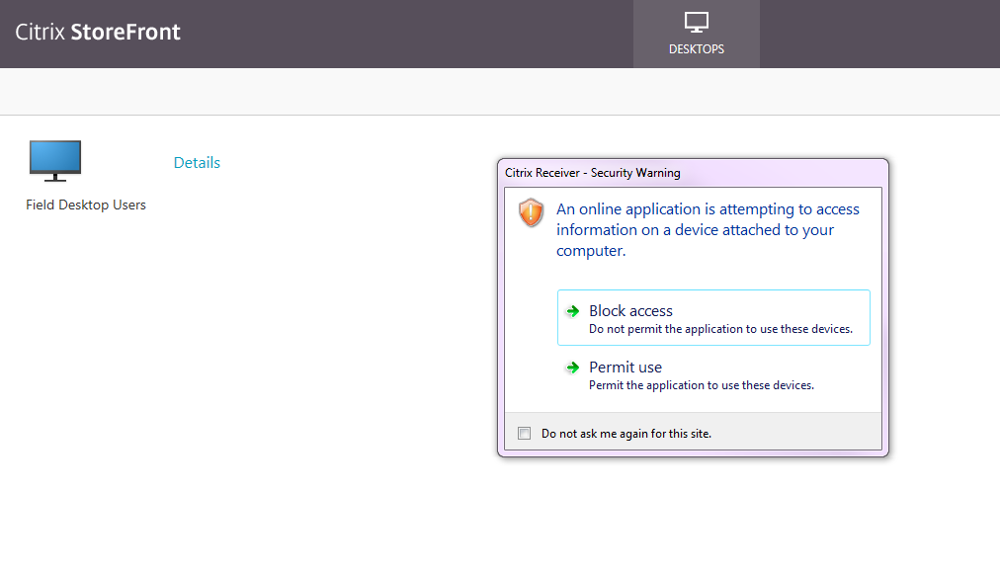 Citrix StoreFront
DESKTOPS
Details
Field Desktop Users
Citrix Receiver - Security Warning
An online application is attempting to access
information on a device attached to your
computer.
Block access
Do not permit the application to use these devices.
Permit use
Permit the application to use these devices.
Do not ask me again for this site.